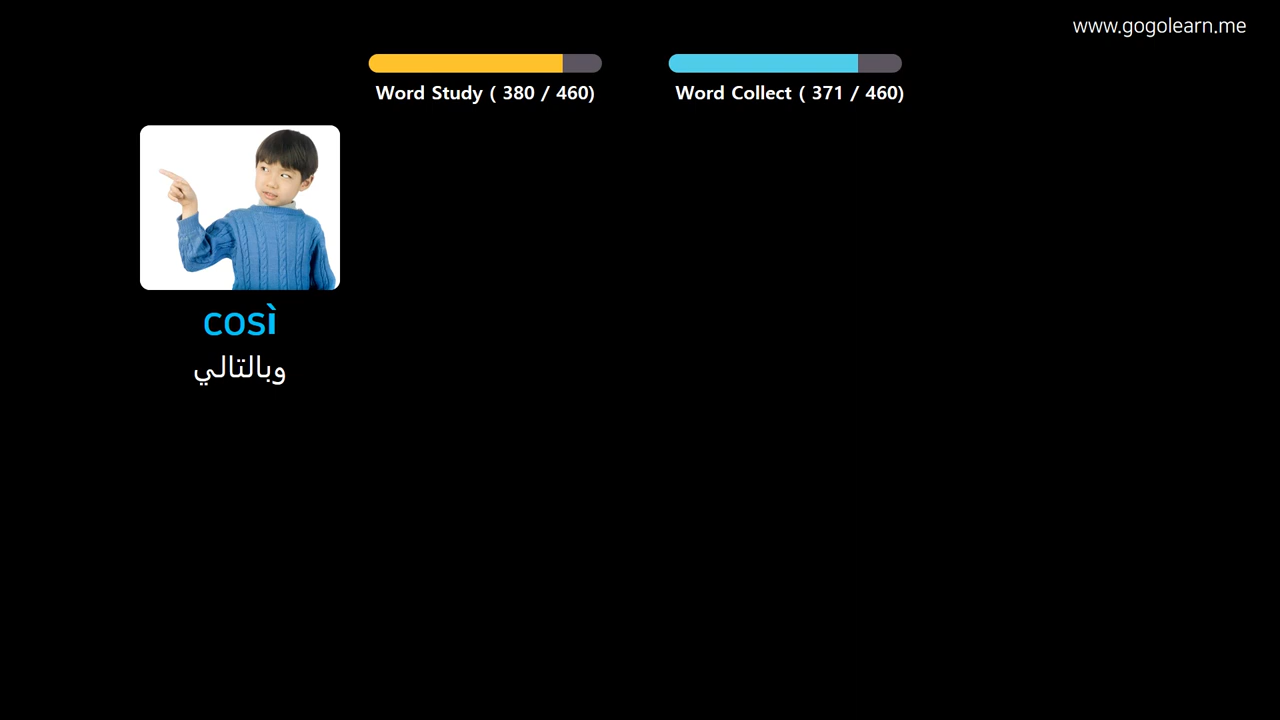 www.gogolearn.me
Word Study ( 380 / 460)
Word Collect ( 371 / 460)
così
وبالتالي